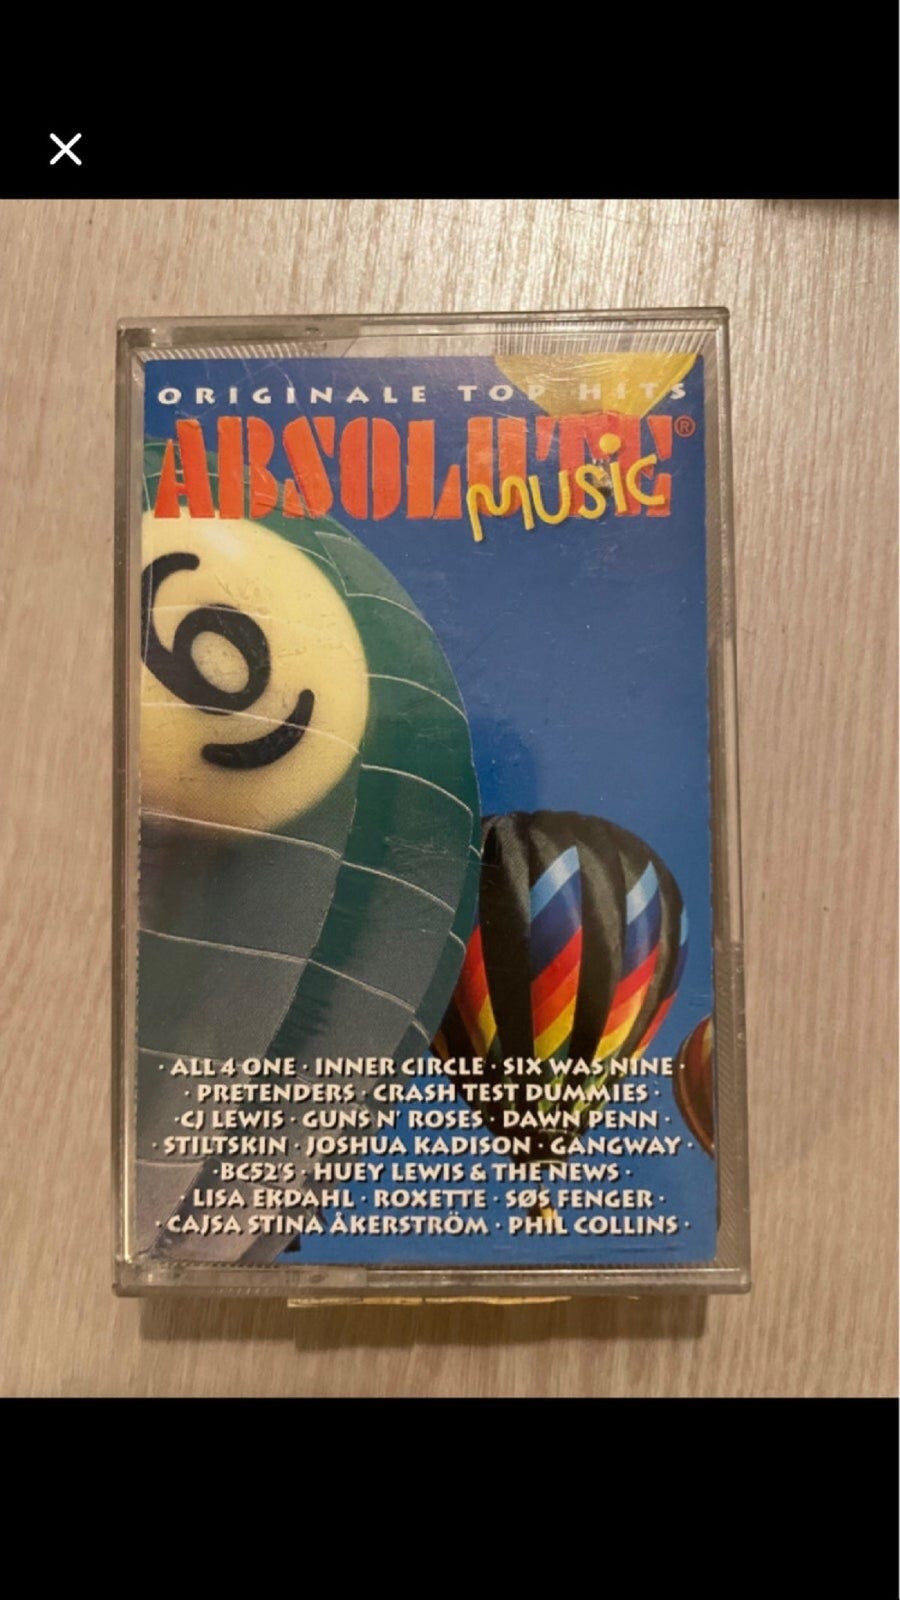 ORIGINALE TOP HITS
ABSOLUTE®
MUSIC
6
· ALL 4 ONE · INNER CIRCLE · SIX WAS NINE ·
· PRETENDERS · CRASH TEST DUMMIES ·
· CJ LEWIS · GUNS N' ROSES · DAWN PENN ·
· STILTSKIN · JOSHUA KADISON · GANGWAY ·
· BC52'S · HUEY LEWIS & THE NEWS ·
· LISA EKDAHL · ROXETTE · SØS FENGER ·
· CAJSA STINA ÅKERSTRÖM · PHIL COLLINS ·